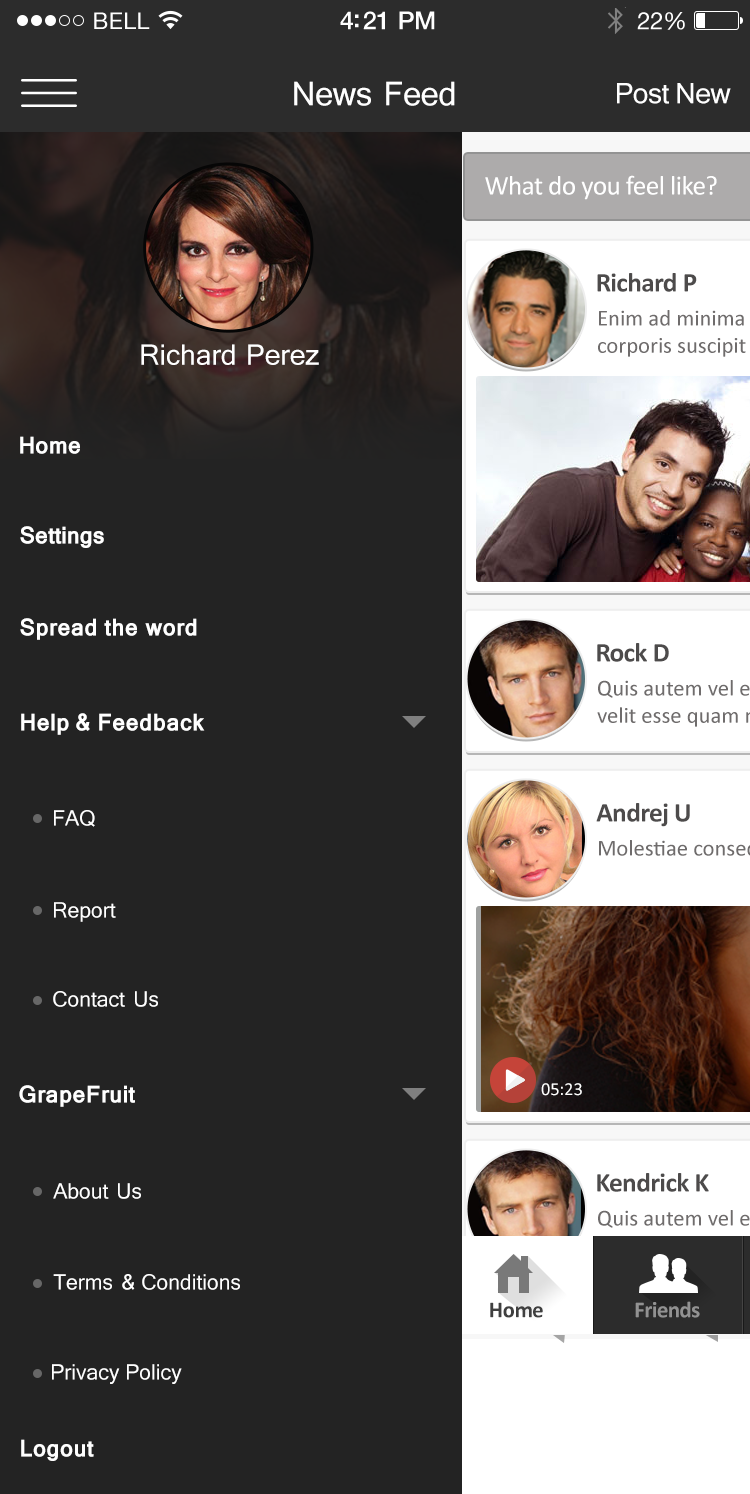 BELL 4:21 PM 22%
News Feed Post New
Richard Perez
Home
Settings
Spread the word
Help & Feedback
FAQ
Report
Contact Us
GrapeFruit
About Us
Terms & Conditions
Privacy Policy
Logout
What do you feel like?
Richard P
Enim ad minima
corporis suscipit
Rock D
Quis autem vel e
velit esse quam
Andrej U
Molestiae consec
05:23
Kendrick K
Quis autem vel e
Home Friends